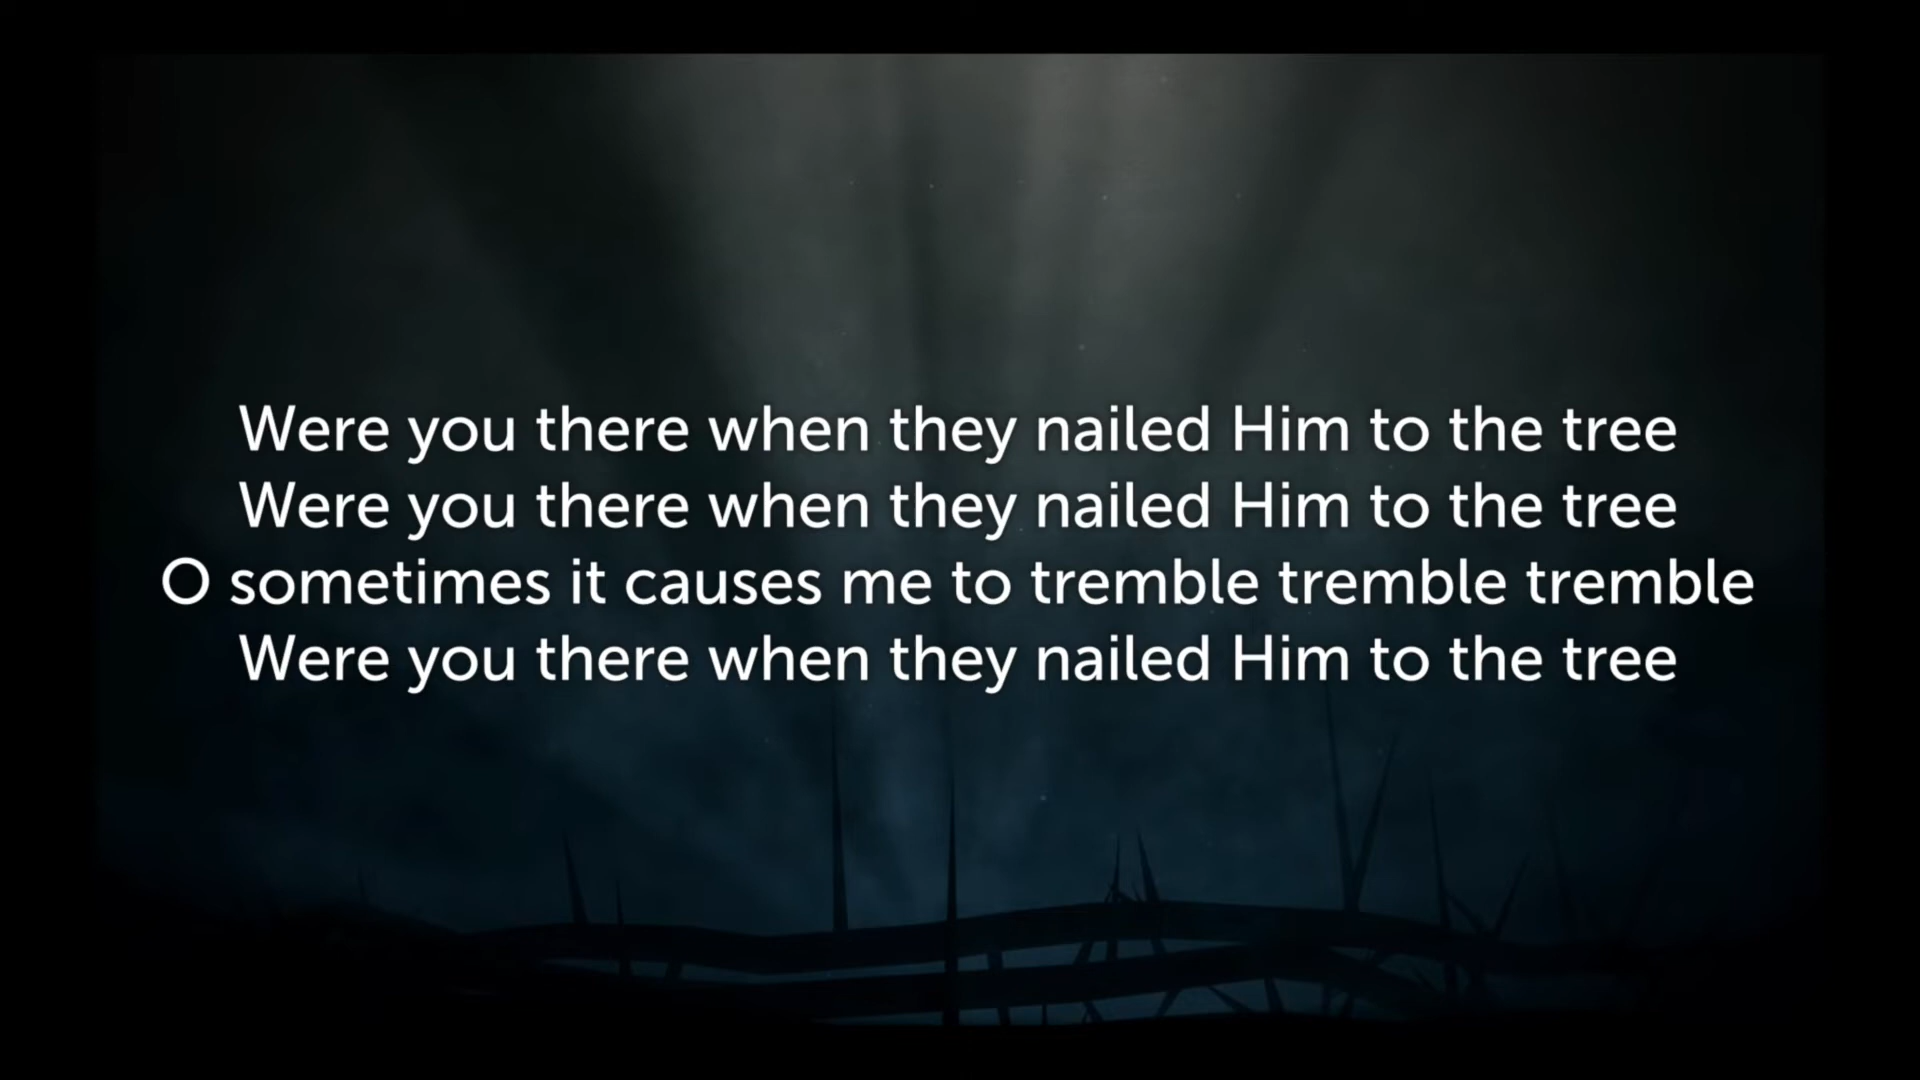 Were you there when they nailed Him to the tree
Were you there when they nailed Him to the tree
O sometimes it causes me to tremble tremble tremble
Were you there when they nailed Him to the tree